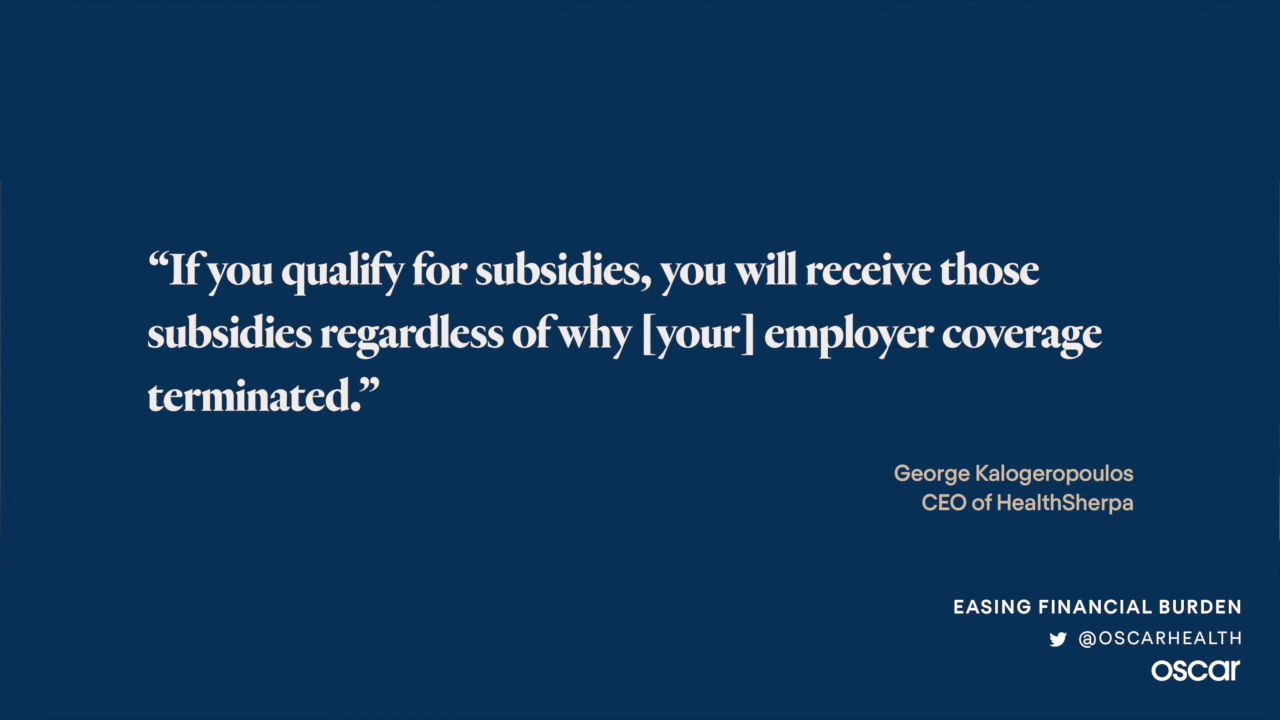 “If you qualify for subsidies, you will receive those
subsidies regardless of why [your] employer coverage
terminated.”
George Kalogeropoulos
CEO of HealthSherpa
EASING FINANCIAL BURDEN
@OSCARHEALTH
oscar